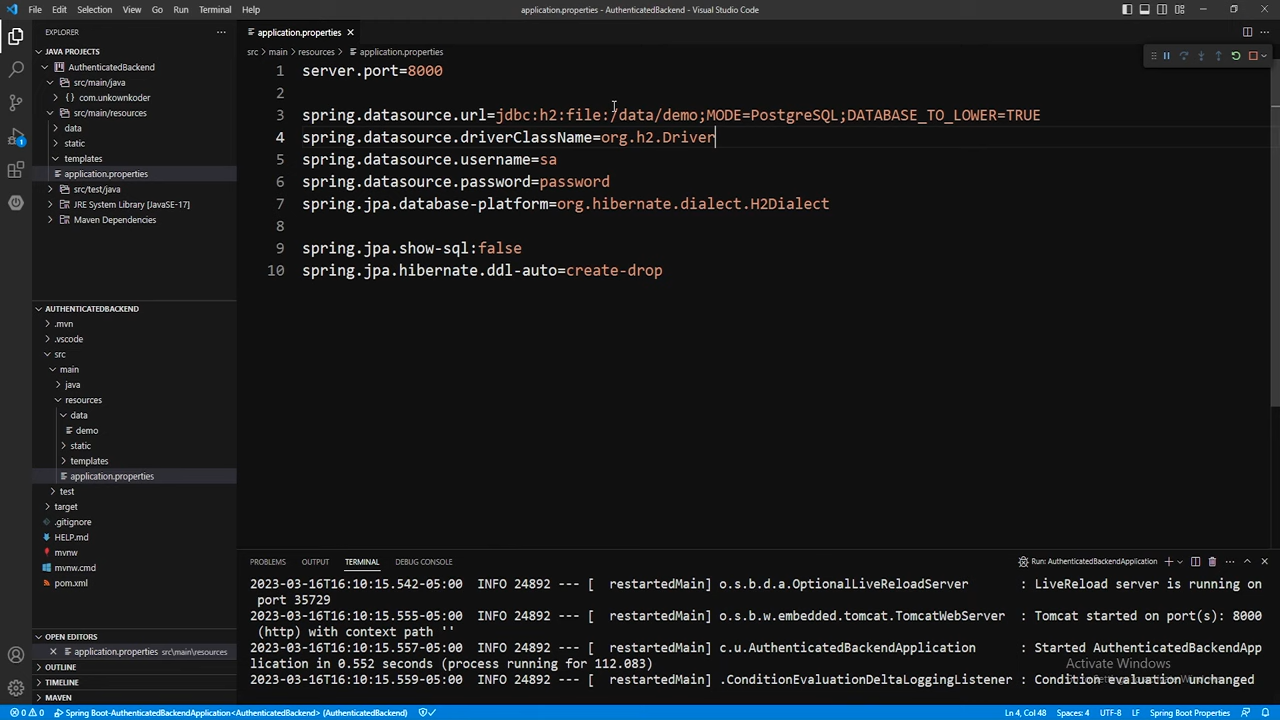 File Edit Selection View Go Run Terminal Help
application.properties - AuthenticatedBackend - Visual Studio Code
EXPLORER
JAVA PROJECTS
AuthenticatedBackend
src/main/java
com.unkownkoder
src/main/resources
data
static
templates
application.properties
src/test/java
JRE System Library [JavaSE-17]
Maven Dependencies
AUTHENTICATEDBACKEND
.mvn
.vscode
src
main
java
resources
data
demo
static
templates
application.properties
test
target
.gitignore
HELP.md
mvnw
mvnw.cmd
pom.xml
OPEN EDITORS
application.properties src\main\resources
OUTLINE
TIMELINE
MAVEN
application.properties
src > main > resources > application.properties
1 server.port=8000
2
3 spring.datasource.url=jdbc:h2:file:/data/demo;MODE=PostgreSQL;DATABASE_TO_LOWER=TRUE
4 spring.datasource.driverClassName=org.h2.Driver
5 spring.datasource.username=sa
6 spring.datasource.password=password
7 spring.jpa.database-platform=org.hibernate.dialect.H2Dialect
8
9 spring.jpa.show-sql:false
10 spring.jpa.hibernate.ddl-auto=create-drop
PROBLEMS OUTPUT TERMINAL DEBUG CONSOLE
Run: AuthenticatedBackendApplication
2023-03-16T16:10:15.542-05:00 INFO 24892 --- [ restartedMain] o.s.b.d.a.OptionalLiveReloadServer : LiveReload server is running on
port 35729
2023-03-16T16:10:15.555-05:00 INFO 24892 --- [ restartedMain] o.s.b.w.embedded.tomcat.TomcatWebServer : Tomcat started on port(s): 8000
(http) with context path ''
2023-03-16T16:10:15.557-05:00 INFO 24892 --- [ restartedMain] c.u.AuthenticatedBackendApplication : Started AuthenticatedBackendApp
lication in 0.552 seconds (process running for 112.083)
Activate Windows
2023-03-16T16:10:15.559-05:00 INFO 24892 --- [ restartedMain] .ConditionEvaluationDeltaLoggingListener : Condition evaluation unchanged
0 0 Spring Boot-AuthenticatedBackendApplication<AuthenticatedBackend> (AuthenticatedBackend)
Ln 4, Col 48 Spaces: 4 UTF-8 LF Spring Boot Properties